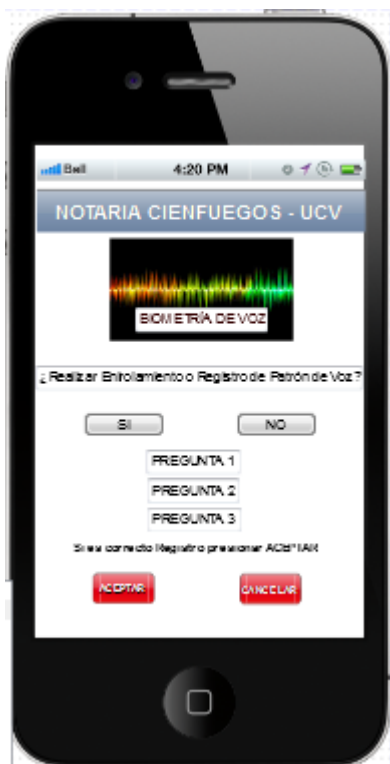 Bell 4:20 PM
NOTARIA CIENFUEGOS - UCV
BIOMETRÍA DE VOZ
¿Realizar Enrolamiento o Registro de Patrón de Voz?
SI NO
PREGUNTA 1
PREGUNTA 2
PREGUNTA 3
Si es correcto Registro presionar ACEPTAR
ACEPTAR CANCELAR